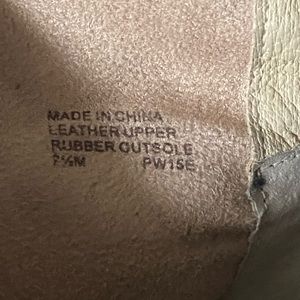 MADE IN CHINA
LEATHER UPPER
RUBBER OUTSOLE
7½M PW15E